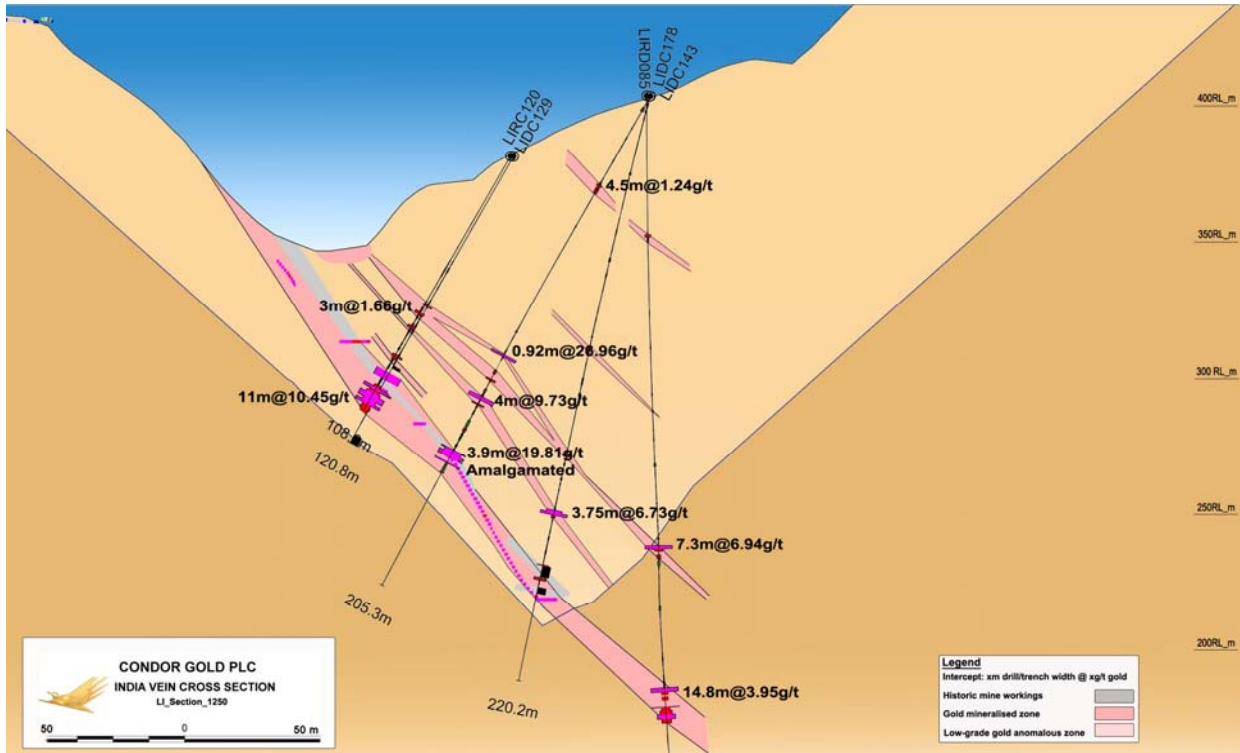 LIRD085
LIDC178
LIDC143
LIRC120
LIDC129
400RL_m
4.5m@1.24g/t
350RL_m
3m@1.66g/t
0.92m@26.96g/t
300 RL_m
11m@10.45g/t
4m@9.73g/t
120.8m
3.9m@19.81g/t
Amalgamated
3.75m@6.73g/t
250RL_m
7.3m@6.94g/t
205.3m
220.2m
200RL_m
14.8m@3.95g/t
CONDOR GOLD PLC
INDIA VEIN CROSS SECTION
LI_Section_1250
50 0 50 m
Legend
Intercept: xm drill/trench width @ xg/t gold
Historic mine workings
Gold mineralised zone
Low-grade gold anomalous zone